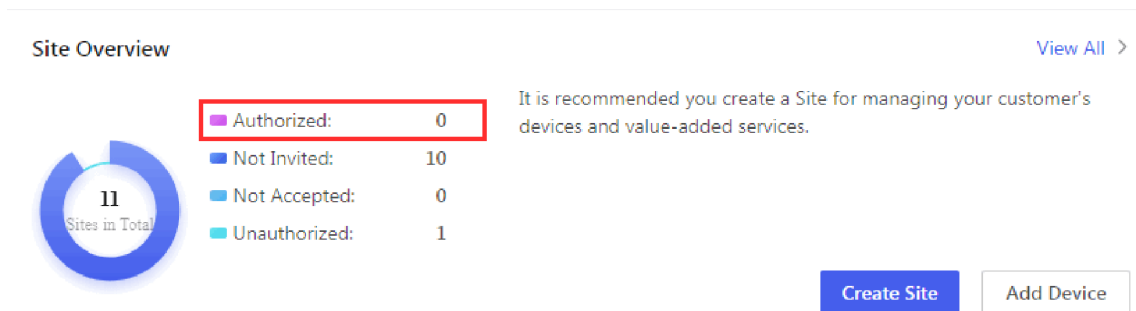 Site Overview
View All
It is recommended you create a Site for managing your customer's
devices and value-added services.
Authorized: 0
Not Invited: 10
Not Accepted: 0
Unauthorized: 1
11
Sites in Total
Create Site
Add Device